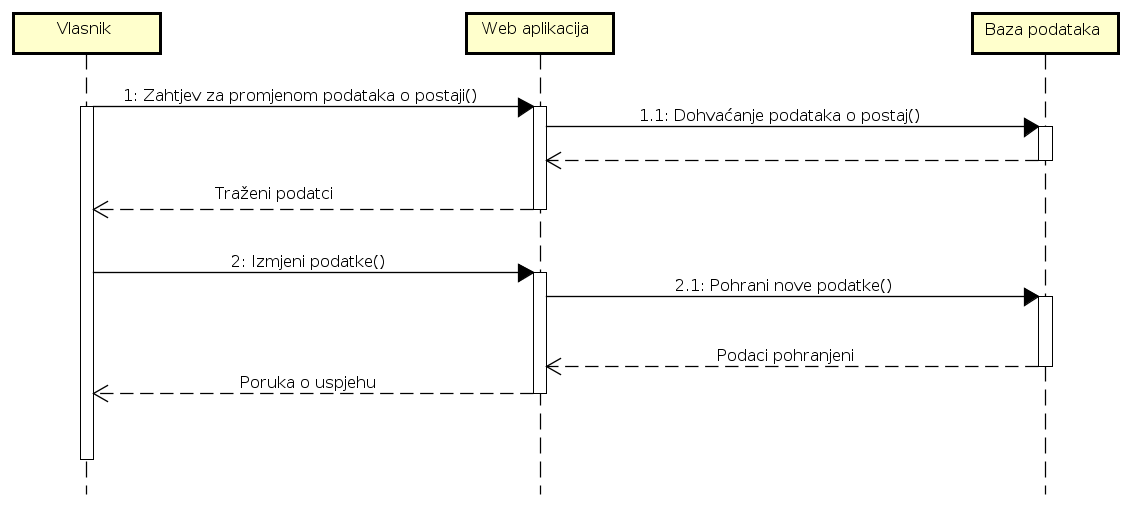 Vlasnik
Web aplikacija
Baza podataka
1: Zahtjev za promjenom podataka o postaji()
1.1: Dohvaćanje podataka o postaj()
Traženi podatci
2: Izmjeni podatke()
2.1: Pohrani nove podatke()
Podaci pohranjeni
Poruka o uspjehu